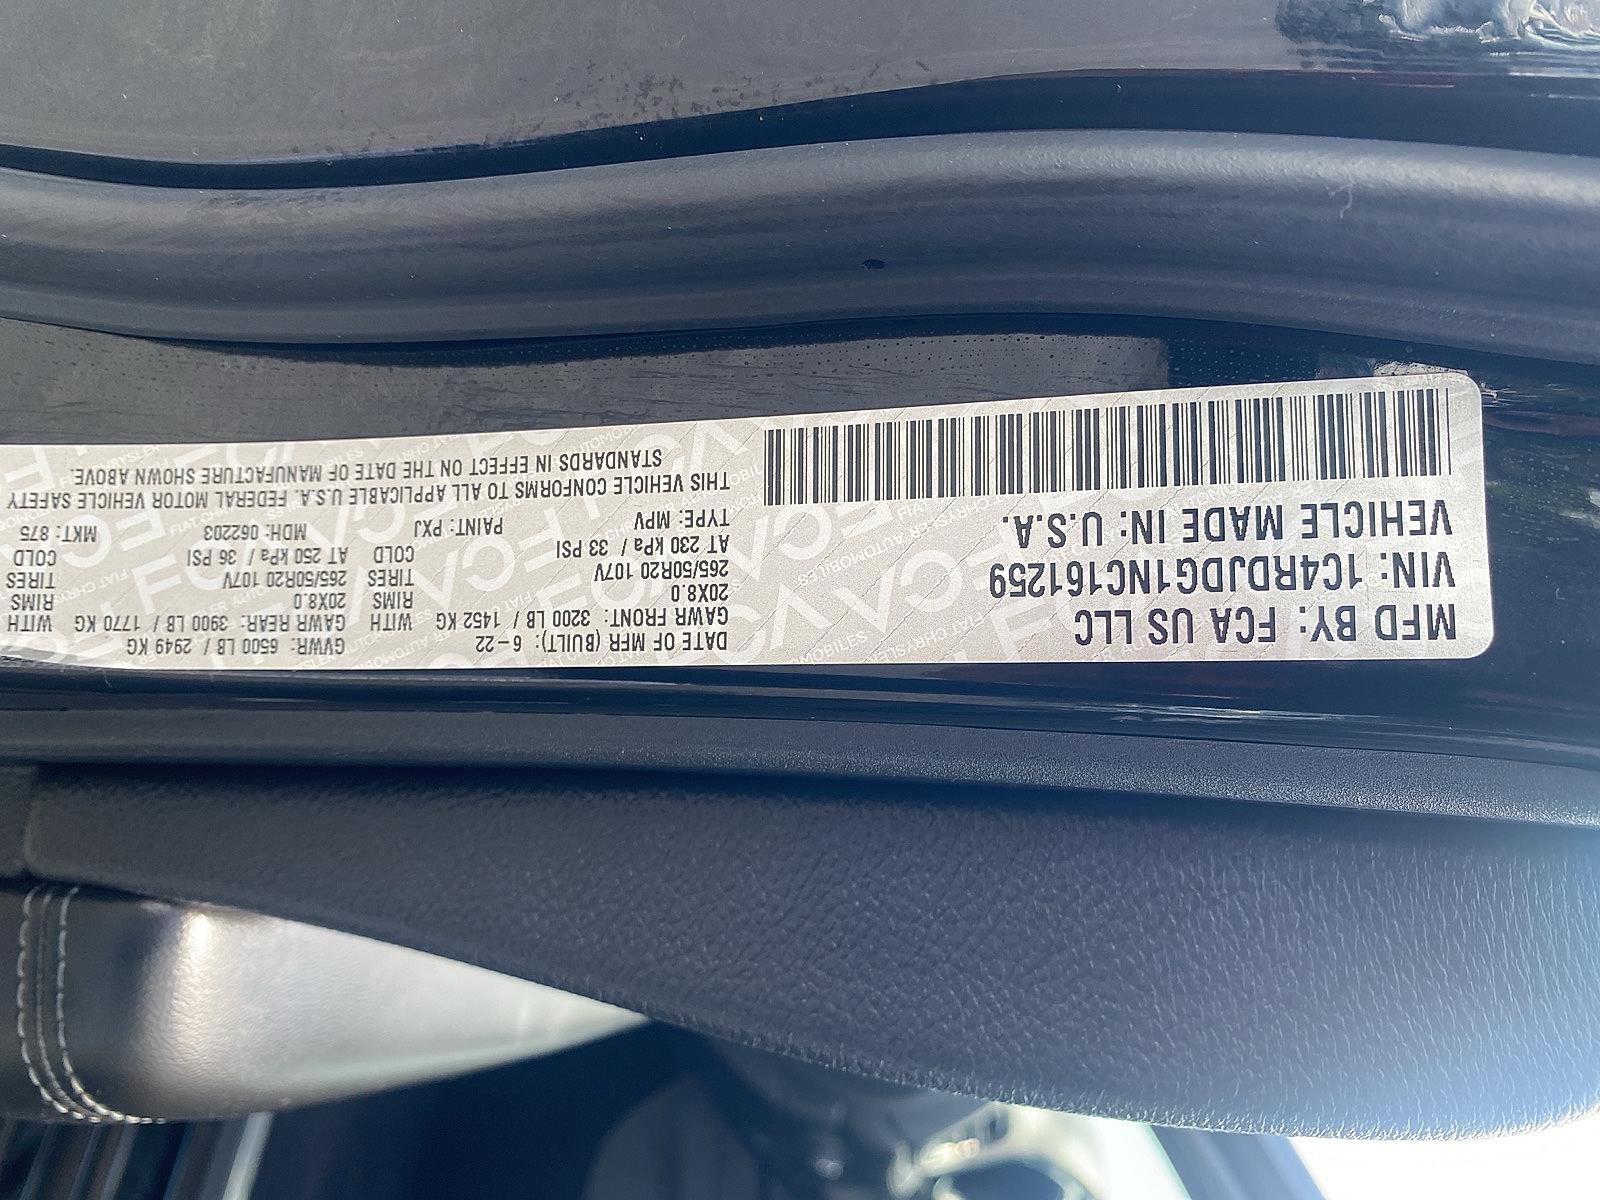 MFD BY: FCA US LLC
VIN: 1C4RDJDG1NC161259
VEHICLE MADE IN: U.S.A.
DATE OF MFR (BUILT): 6-22 GVWR: 6500 LB / 2949 KG
GAWR FRONT: 3200 LB / 1452 KG WITH GAWR REAR: 3900 LB / 1770 KG WITH
20X8.0 RIMS 20X8.0 RIMS
265/50R20 107V TIRES 265/50R20 107V TIRES
AT 230 kPa / 33 PSI COLD AT 250 kPa / 36 PSI COLD
TYPE: MPV PAINT: PXJ MDH: 062203 MKT: 875
THIS VEHICLE CONFORMS TO ALL APPLICABLE U.S.A. FEDERAL MOTOR VEHICLE SAFETY
STANDARDS IN EFFECT ON THE DATE OF MANUFACTURE SHOWN ABOVE.